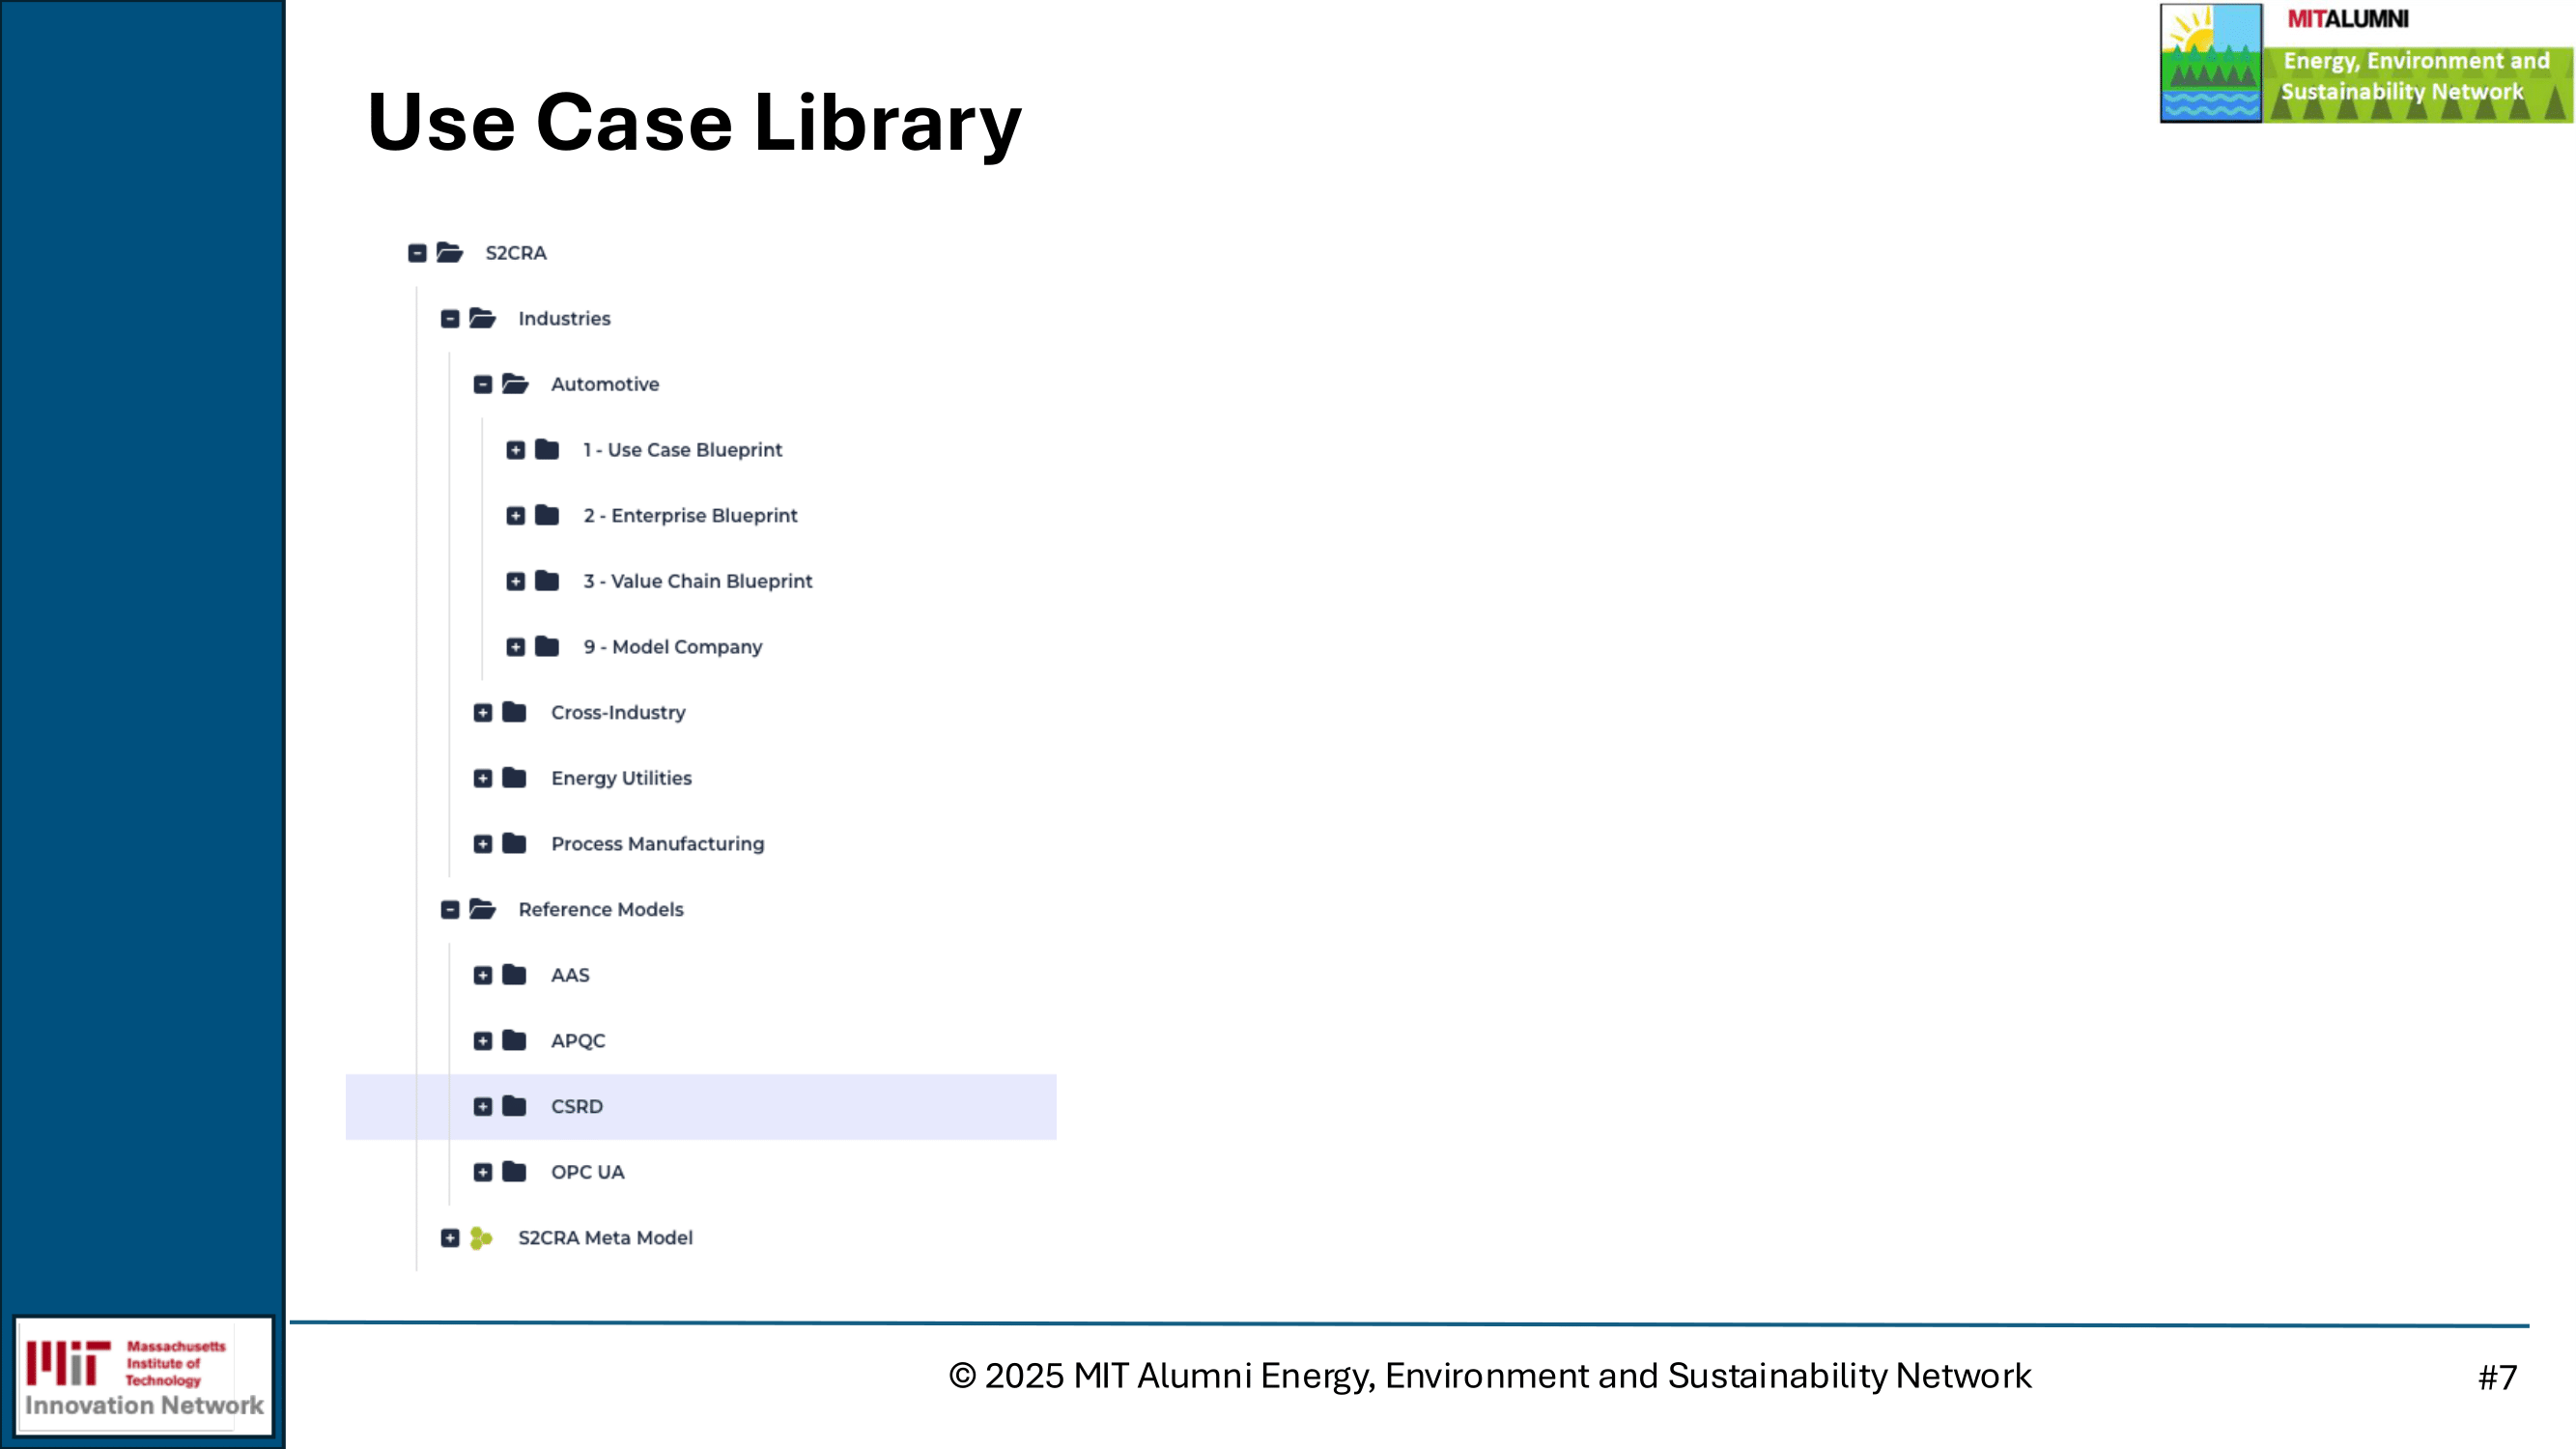 MITALUMNI
Energy, Environment and
Sustainability Network
Use Case Library
S2CRA
Industries
Automotive
1 - Use Case Blueprint
2 - Enterprise Blueprint
3 - Value Chain Blueprint
9 - Model Company
Cross-Industry
Energy Utilities
Process Manufacturing
Reference Models
AAS
APQC
CSRD
OPC UA
S2CRA Meta Model
MIT
Massachusetts
Institute of
Technology
Innovation Network
© 2025 MIT Alumni Energy, Environment and Sustainability Network
#7